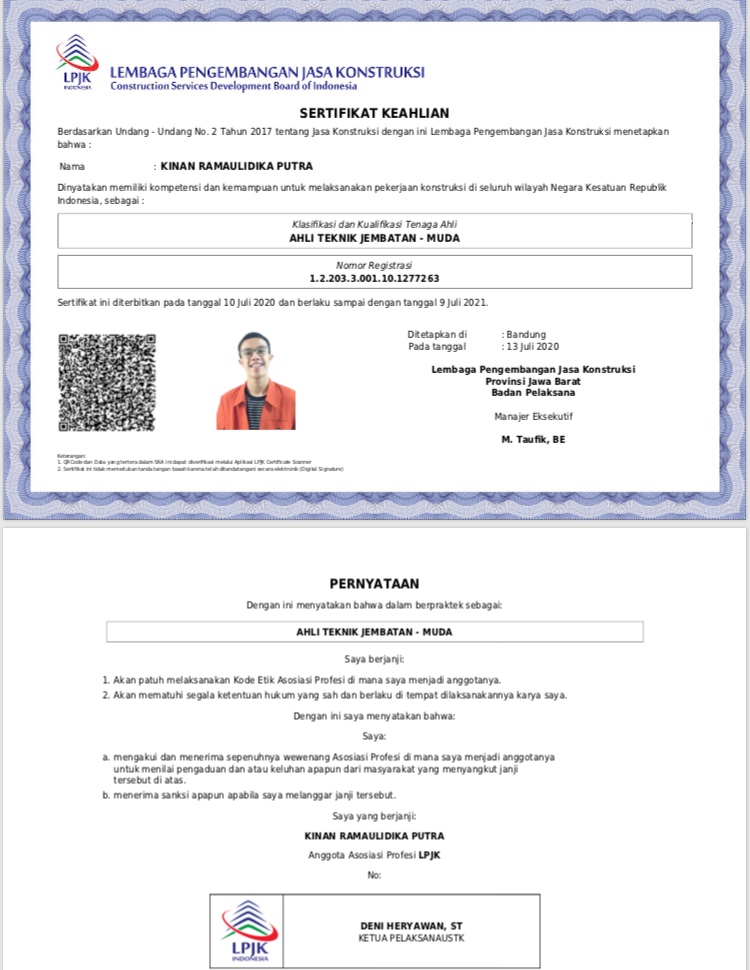 LPJK
INDONESIA
LEMBAGA PENGEMBANGAN JASA KONSTRUKSI
Construction Services Development Board of Indonesia
SERTIFIKAT KEAHLIAN
Berdasarkan Undang - Undang No. 2 Tahun 2017 tentang Jasa Konstruksi dengan ini Lembaga Pengembangan Jasa Konstruksi menetapkan
bahwa :
Nama : KINAN RAMAULIDIKA PUTRA
Dinyatakan memiliki kompetensi dan kemampuan untuk melaksanakan pekerjaan konstruksi di seluruh wilayah Negara Kesatuan Republik
Indonesia, sebagai :
Klasifikasi dan Kualifikasi Tenaga Ahli
AHLI TEKNIK JEMBATAN - MUDA
Nomor Registrasi
1.2.203.3.001.10.1277263
Sertifikat ini diterbitkan pada tanggal 10 Juli 2020 dan berlaku sampai dengan tanggal 9 Juli 2021.
Ditetapkan di : Bandung
Pada tanggal : 13 Juli 2020
Lembaga Pengembangan Jasa Konstruksi
Provinsi Jawa Barat
Badan Pelaksana
Manajer Eksekutif
M. Taufik, BE
Keterangan:
1. QRCode dan Data yang tertera dalam SKA ini dapat diverifikasi melalui Aplikasi LPJK Certificate Scanner
2. Sertifikat ini tidak memerlukan tanda tangan basah karena telah ditandatangani secara elektronik (Digital Signature)
PERNYATAAN
Dengan ini menyatakan bahwa dalam berpraktek sebagai:
AHLI TEKNIK JEMBATAN - MUDA
Saya berjanji:
1. Akan patuh melaksanakan Kode Etik Asosiasi Profesi di mana saya menjadi anggotanya.
2. Akan mematuhi segala ketentuan hukum yang sah dan berlaku di tempat dilaksanakannya karya saya.
Dengan ini saya menyatakan bahwa:
Saya:
a. mengakui dan menerima sepenuhnya wewenang Asosiasi Profesi di mana saya menjadi anggotanya
untuk menilai pengaduan dan atau keluhan apapun dari masyarakat yang menyangkut janji
tersebut di atas.
b. menerima sanksi apapun apabila saya melanggar janji tersebut.
Saya yang berjanji:
KINAN RAMAULIDIKA PUTRA
Anggota Asosiasi Profesi LPJK
No:
LPJK
INDONESIA
DENI HERYAWAN, ST
KETUA PELAKSANAUSTK